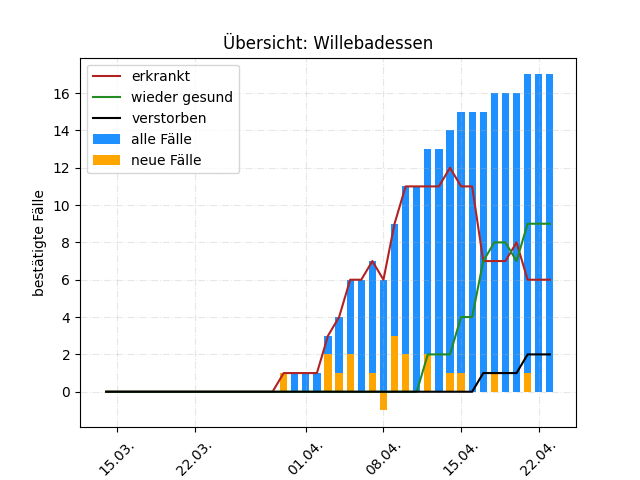 Übersicht: Willebadessen
erkrankt
wieder gesund
verstorben
alle Fälle
neue Fälle
bestätigte Fälle
16
14
12
10
8
6
4
2
0
15.03.
22.03.
01.04.
08.04.
15.04.
22.04.